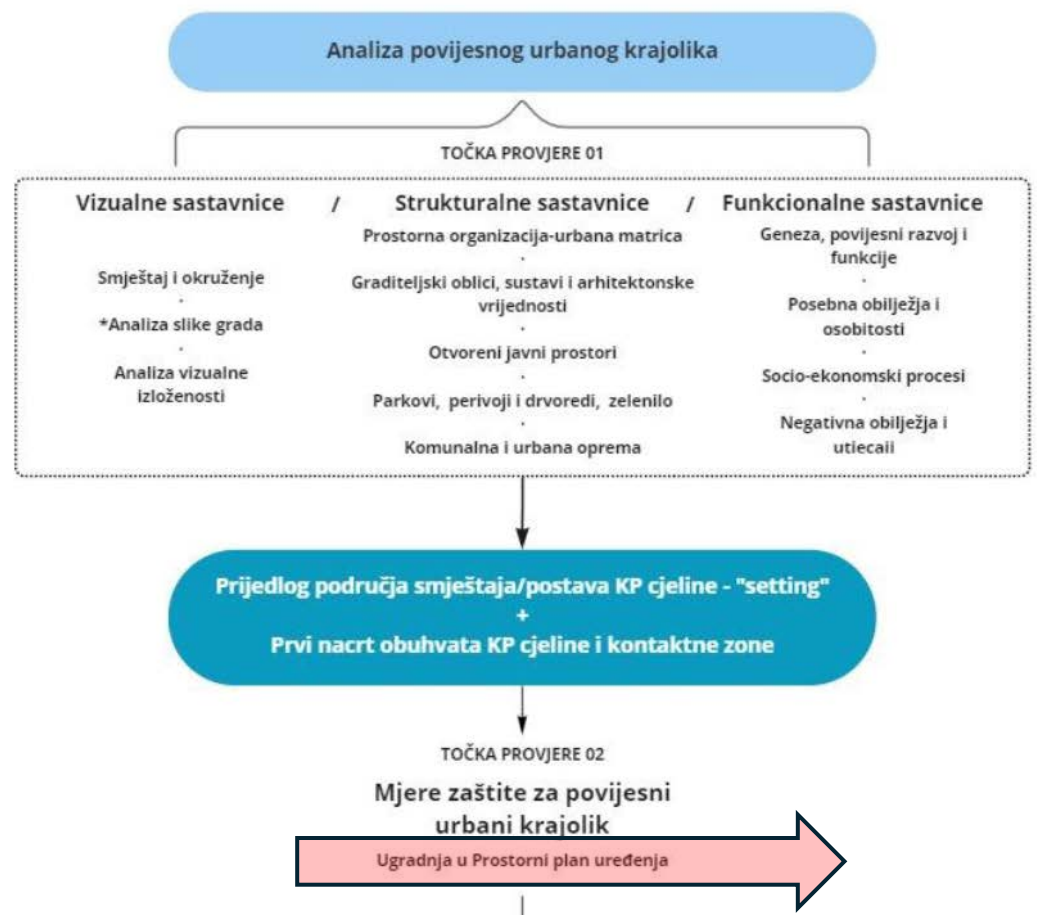 Analiza povijesnog urbanog krajolika
TOČKA PROVJERE 01
Vizualne sastavnice / Strukturalne sastavnice / Funkcionalne sastavnice
Smještaj i okruženje
·
*Analiza slike grada
·
Analiza vizualne
izloženosti
Prostorna organizacija-urbana matrica
·
Graditeljski oblici, sustavi i arhitektonske
vrijednosti
·
Otvoreni javni prostori
·
Parkovi, perivoji i drvoredi, zelenilo
·
Komunalna i urbana oprema
Geneza, povijesni razvoj i
funkcije
·
Posebna obilježja i
osobitosti
·
Socio-ekonomski procesi
·
Negativna obilježja i
utiecaii
Prijedlog područja smještaja/postava KP cjeline - "setting"
+
Prvi nacrt obuhvata KP cjeline i kontaktne zone
TOČKA PROVJERE 02
Mjere zaštite za povijesni
urbani krajolik
Ugradnja u Prostorni plan uređenja